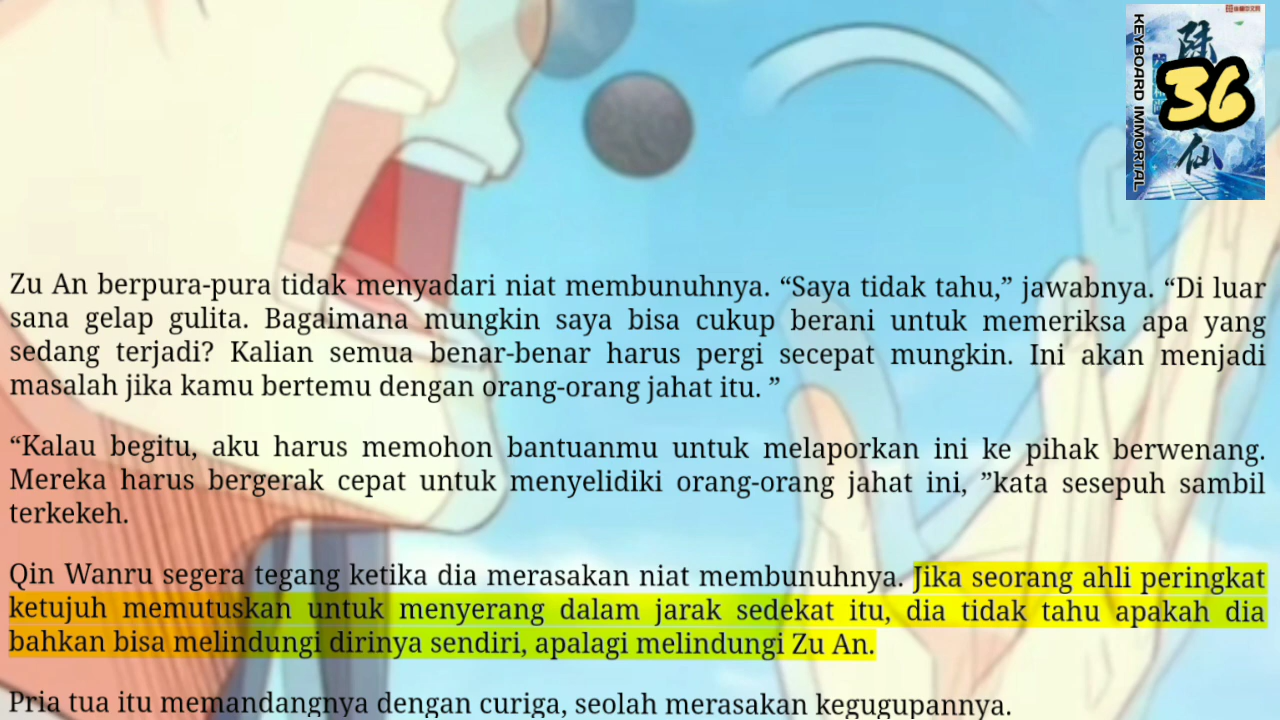 陆
36
仙
KEYBOARD IMMORTAL
Zu An berpura-pura tidak menyadari niat membunuhnya. “Saya tidak tahu,” jawabnya. “Di luar
sana gelap gulita. Bagaimana mungkin saya bisa cukup berani untuk memeriksa apa yang
sedang terjadi? Kalian semua benar-benar harus pergi secepat mungkin. Ini akan menjadi
masalah jika kamu bertemu dengan orang-orang jahat itu. ”
“Kalau begitu, aku harus memohon bantuanmu untuk melaporkan ini ke pihak berwenang.
Mereka harus bergerak cepat untuk menyelidiki orang-orang jahat ini, ”kata sesepuh sambil
terkekeh.
Qin Wanru segera tegang ketika dia merasakan niat membunuhnya. Jika seorang ahli peringkat
ketujuh memutuskan untuk menyerang dalam jarak sedekat itu, dia tidak tahu apakah dia
bahkan bisa melindungi dirinya sendiri, apalagi melindungi Zu An.
Pria tua itu memandangnya dengan curiga, seolah merasakan kegugupannya.